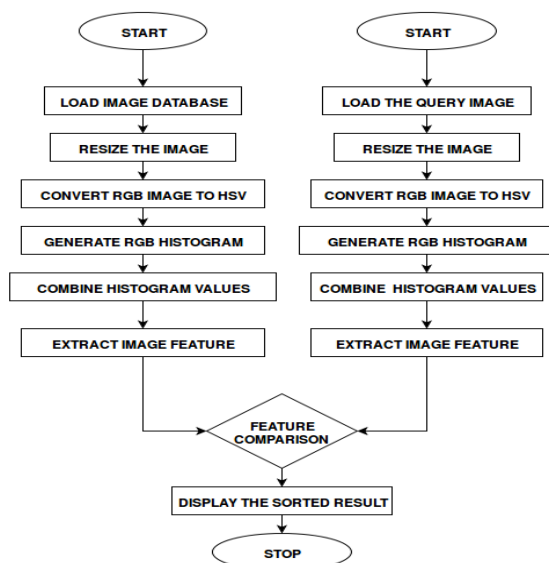 START
LOAD IMAGE DATABASE
RESIZE THE IMAGE
CONVERT RGB IMAGE TO HSV
GENERATE RGB HISTOGRAM
COMBINE HISTOGRAM VALUES
EXTRACT IMAGE FEATURE
START
LOAD THE QUERY IMAGE
RESIZE THE IMAGE
CONVERT RGB IMAGE TO HSV
GENERATE RGB HISTOGRAM
COMBINE HISTOGRAM VALUES
EXTRACT IMAGE FEATURE
FEATURE
COMPARISON
DISPLAY THE SORTED RESULT
STOP